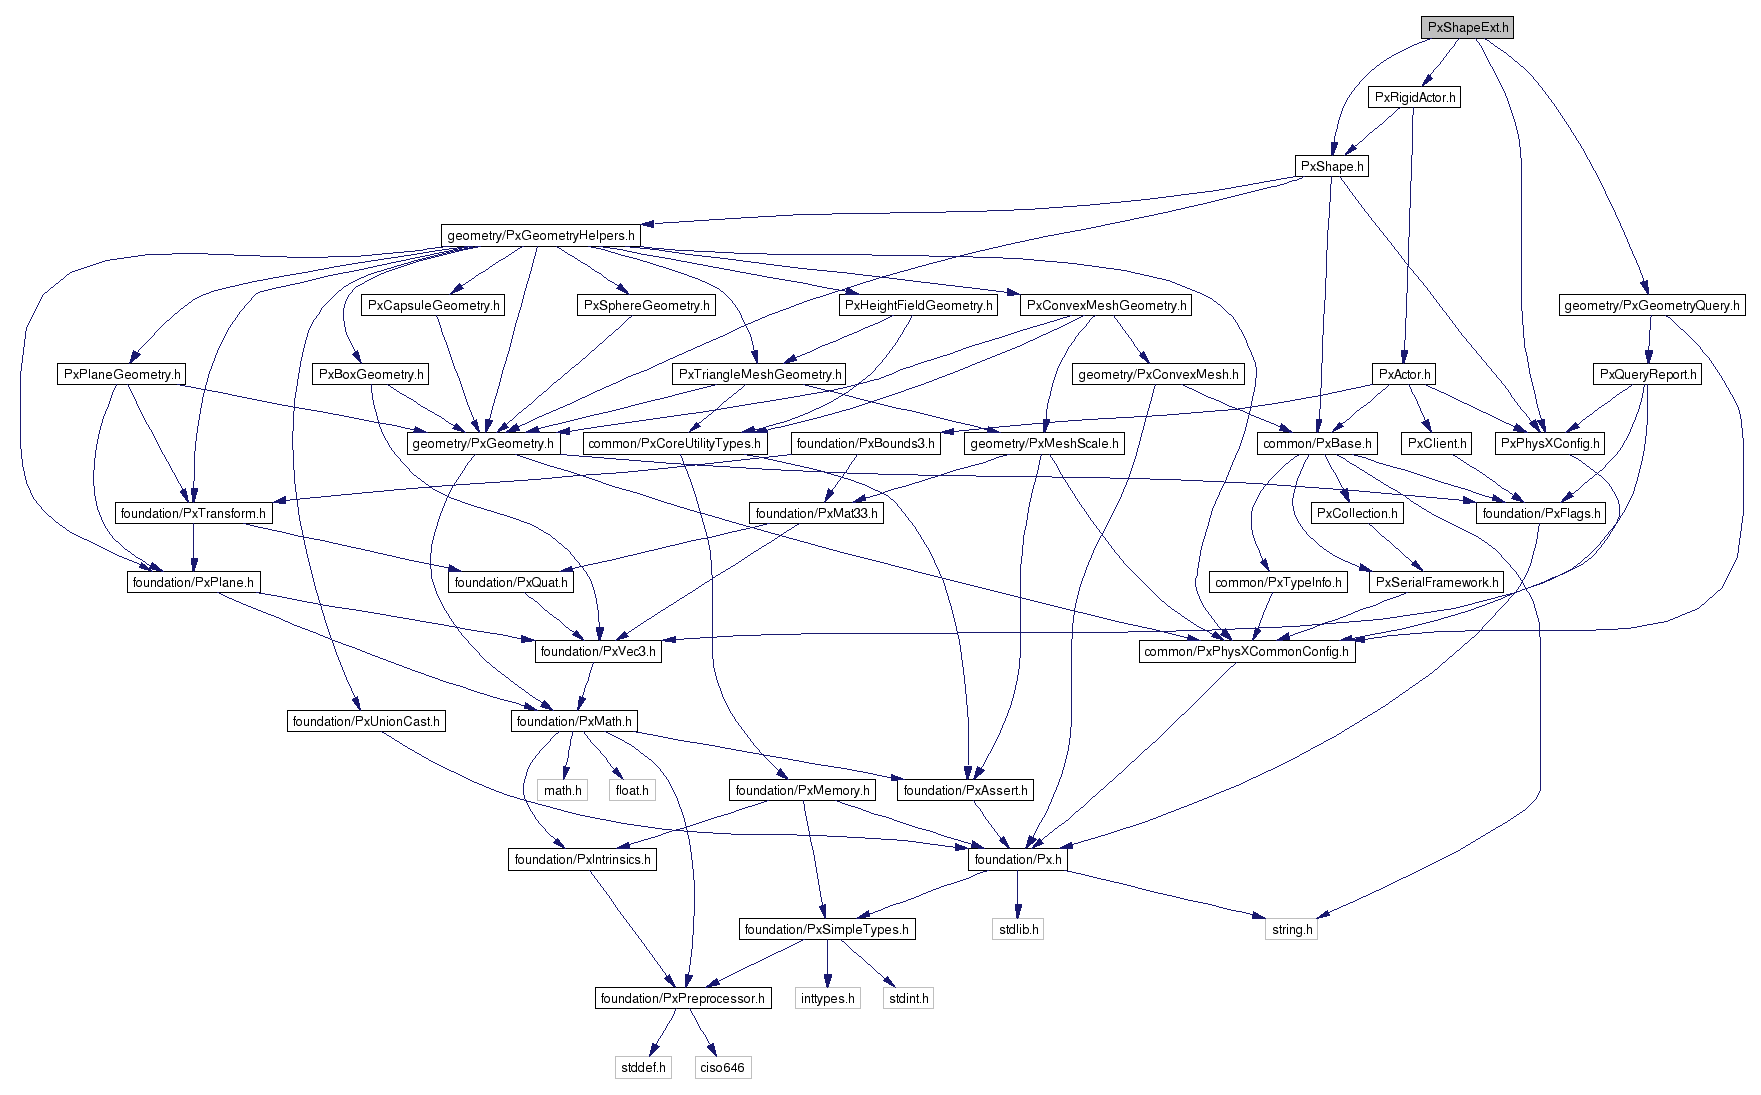 PxShapeExt.h
PxRigidActor.h
PxShape.h
geometry/PxGeometryHelpers.h
PxCapsuleGeometry.h
PxSphereGeometry.h
PxHeightFieldGeometry.h
PxConvexMeshGeometry.h
geometry/PxGeometryQuery.h
PxPlaneGeometry.h
PxBoxGeometry.h
PxTriangleMeshGeometry.h
geometry/PxConvexMesh.h
PxActor.h
PxQueryReport.h
geometry/PxGeometry.h
common/PxCoreUtilityTypes.h
foundation/PxBounds3.h
geometry/PxMeshScale.h
common/PxBase.h
PxClient.h
PxPhysXConfig.h
foundation/PxTransform.h
foundation/PxMat33.h
PxCollection.h
foundation/PxFlags.h
foundation/PxPlane.h
foundation/PxQuat.h
common/PxTypeInfo.h
PxSerialFramework.h
foundation/PxVec3.h
common/PxPhysXCommonConfig.h
foundation/PxUnionCast.h
foundation/PxMath.h
math.h
float.h
foundation/PxMemory.h
foundation/PxAssert.h
foundation/PxIntrinsics.h
foundation/Px.h
foundation/PxSimpleTypes.h
stdlib.h
string.h
foundation/PxPreprocessor.h
inttypes.h
stdint.h
stddef.h
ciso646